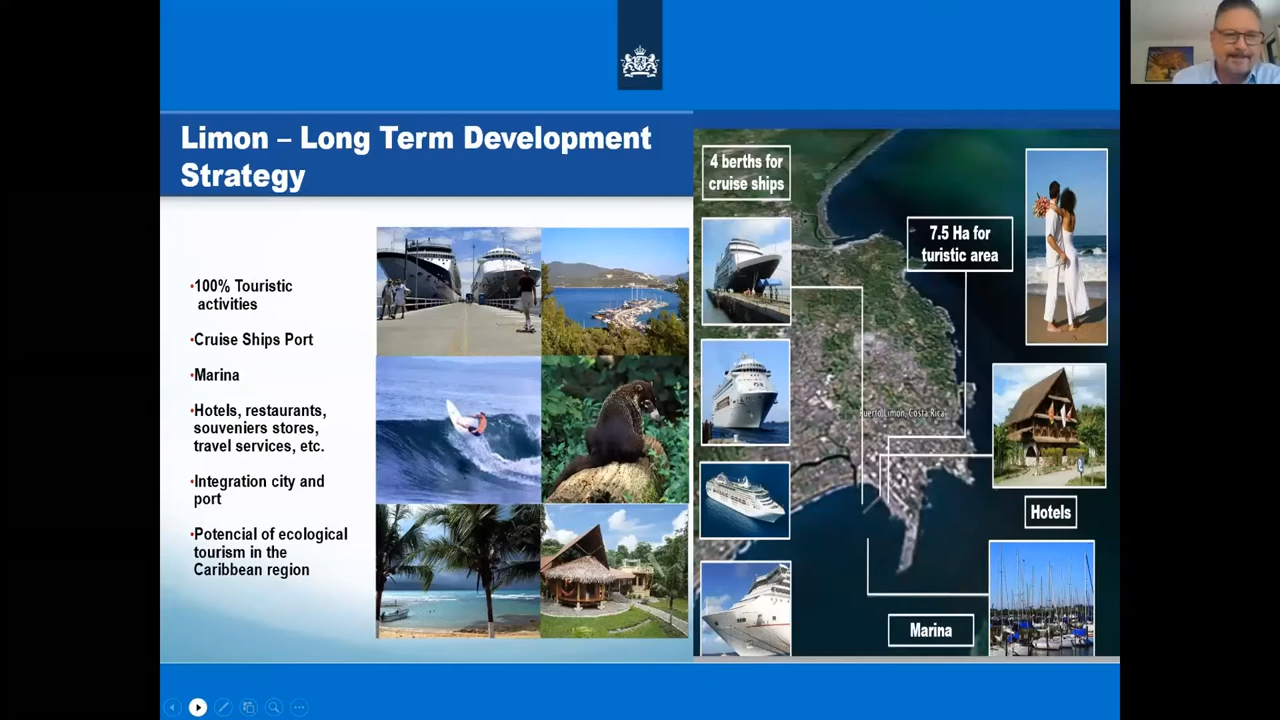 Limon – Long Term Development
Strategy
•100% Touristic
activities
•Cruise Ships Port
•Marina
•Hotels, restaurants,
souveniers stores,
travel services, etc.
•Integration city and
port
•Potencial of ecological
tourism in the
Caribbean region
4 berths for
cruise ships
7.5 Ha for
turistic area
Puerto Limon, Costa Rica
Hotels
Marina